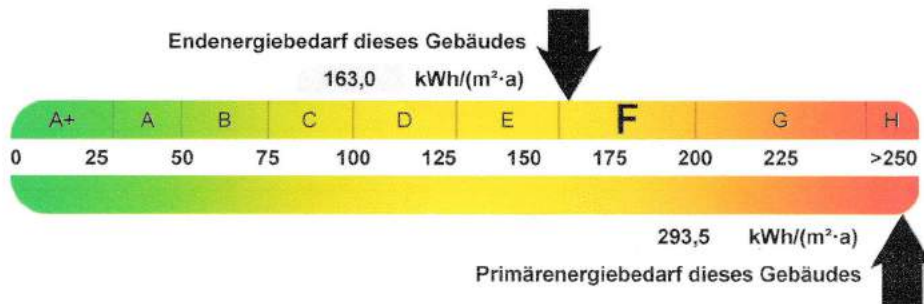 Endenergiebedarf dieses Gebäudes
163,0 kWh/(m²·a)
A+ A B C D E F G H
0 25 50 75 100 125 150 175 200 225 >250
293,5 kWh/(m²·a)
Primärenergiebedarf dieses Gebäudes